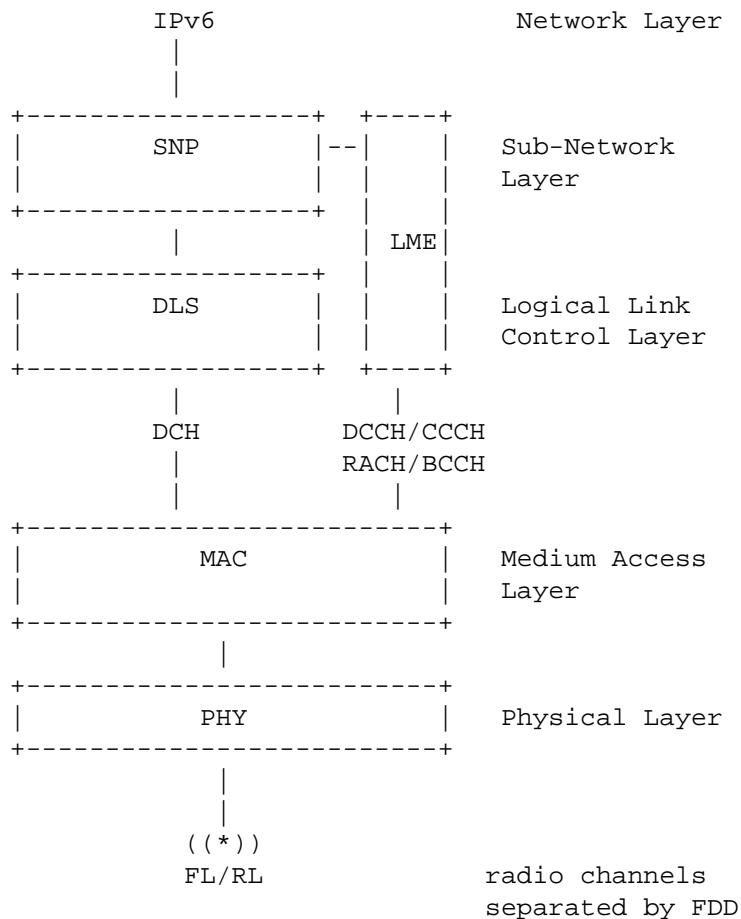 IPv6 Network Layer
SNP Sub-Network
Layer
LME
DLS Logical Link
Control Layer
DCH DCCH/CCCH
RACH/BCCH
MAC Medium Access
Layer
PHY Physical Layer
((*))
FL/RL radio channels
separated by FDD